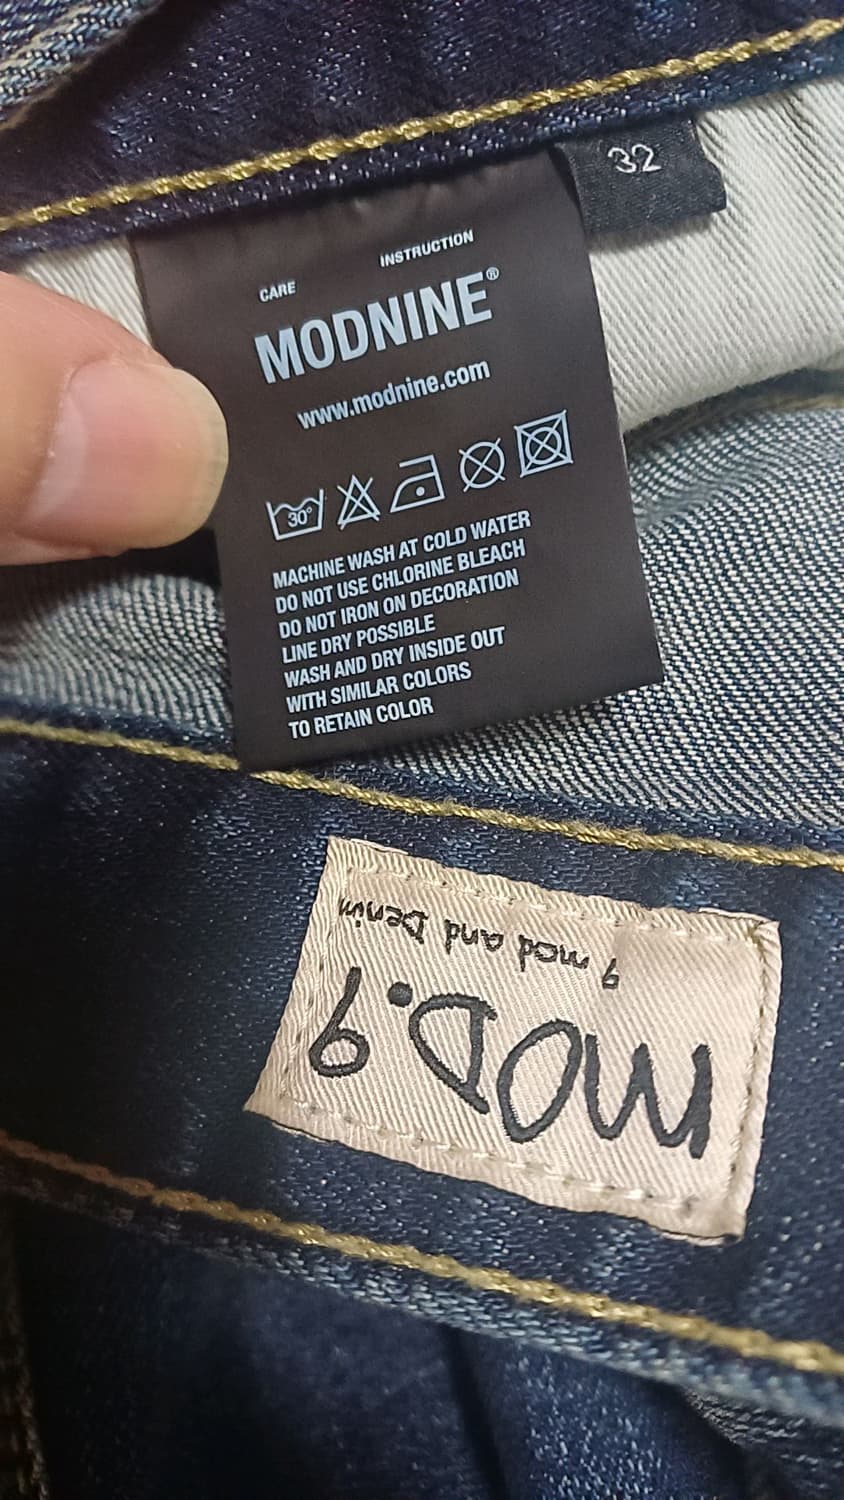 32
CARE INSTRUCTION
MODNINE®
www.modnine.com
30°
MACHINE WASH AT COLD WATER
DO NOT USE CHLORINE BLEACH
DO NOT IRON ON DECORATION
LINE DRY POSSIBLE
WASH AND DRY INSIDE OUT
WITH SIMILAR COLORS
TO RETAIN COLOR
MOD.9
9 mod and Denim